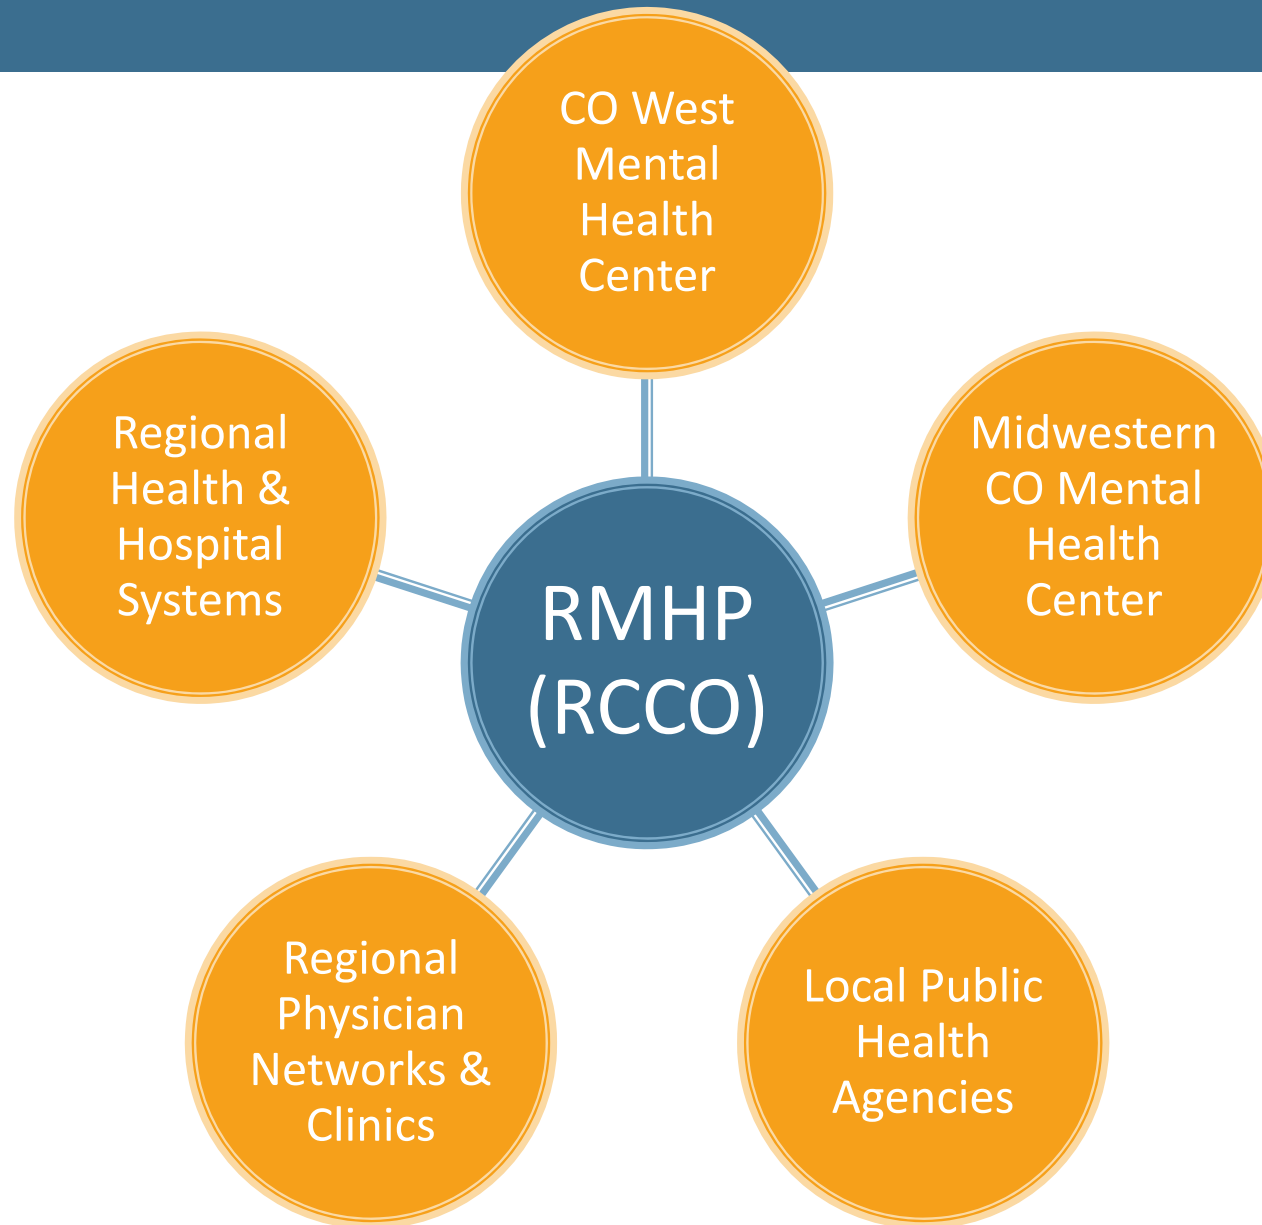 CO West
Mental
Health
Center
Regional
Health &
Hospital
Systems
Midwestern
CO Mental
Health
Center
RMHP
(RCCO)
Regional
Physician
Networks &
Clinics
Local Public
Health
Agencies